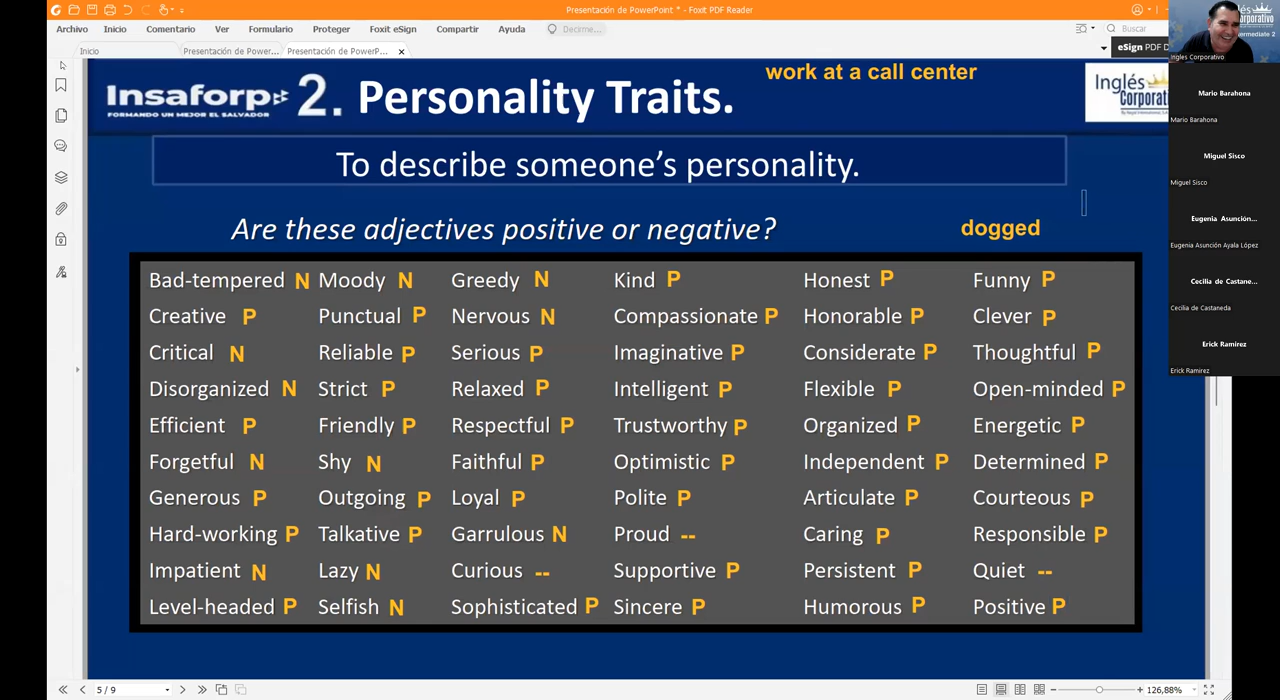 Presentación de PowerPoint * - Foxit PDF Reader
Archivo Inicio Comentario Ver Formulario Proteger Foxit eSign Compartir Ayuda Decirme... Buscar
Inicio Presentación de PowerP... Presentación de PowerP... eSign PDF D
work at a call center
Insaforp
FORMANDO UN MEJOR EL SALVADOR
2. Personality Traits.
Inglés
Corporati
To describe someone's personality.
Are these adjectives positive or negative?
dogged
Bad-tempered N Moody N Greedy N Kind P Honest P Funny P
Creative P Punctual P Nervous N Compassionate P Honorable P Clever P
Critical N Reliable P Serious P Imaginative P Considerate P Thoughtful P
Disorganized N Strict P Relaxed P Intelligent P Flexible P Open-minded P
Efficient P Friendly P Respectful P Trustworthy P Organized P Energetic P
Forgetful N Shy N Faithful P Optimistic P Independent P Determined P
Generous P Outgoing P Loyal P Polite P Articulate P Courteous P
Hard-working P Talkative P Garrulous N Proud -- Caring P Responsible P
Impatient N Lazy N Curious -- Supportive P Persistent P Quiet --
Level-headed P Selfish N Sophisticated P Sincere P Humorous P Positive P
5 / 9
126,88%
Ingles Corporativo
Mario Barahona
Mario Barahona
Miguel Sisco
Miguel Sisco
Eugenia Asunción...
Eugenia Asunción Ayala López
Cecilia de Castane...
Cecilia de Castaneda
Erick Ramirez
Erick Ramirez